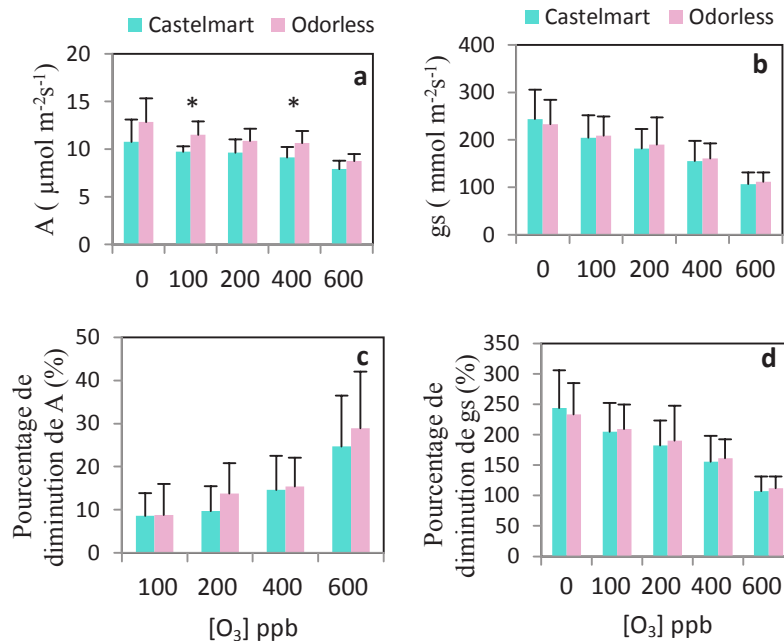 Castelmart Odorless
Castelmart Odorless
A ( µmol m⁻²s⁻¹)
20
15
10
5
0
a
* *
0 100 200 400 600
gs ( mmol m⁻²s⁻¹)
400
300
200
100
0
b
0 100 200 400 600
Pourcentage de
diminution de A (%)
50
40
30
20
10
0
c
100 200 400 600
[O₃] ppb
Pourcentage de
diminution de gs (%)
350
300
250
200
150
100
50
0
d
0 100 200 400 600
[O₃] ppb